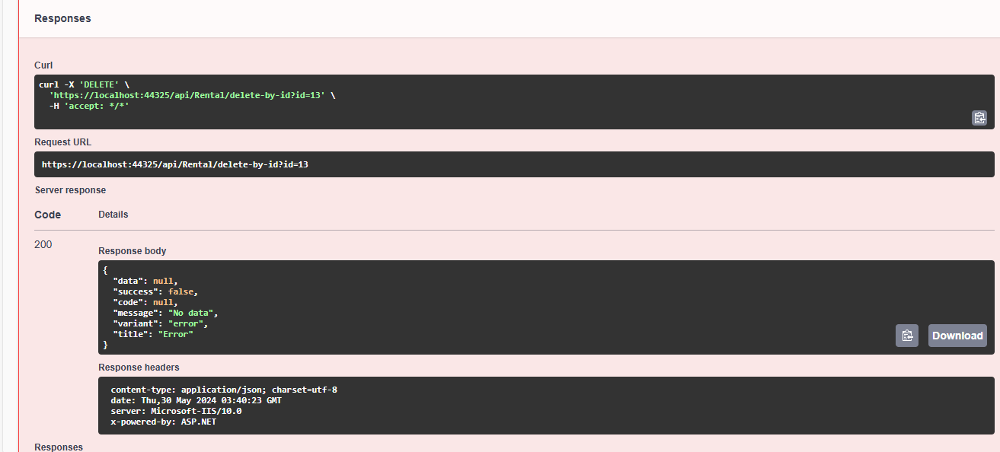 Responses
Curl
curl -X 'DELETE' \
  'https://localhost:44325/api/Rental/delete-by-id?id=13' \
  -H 'accept: */*'
Request URL
https://localhost:44325/api/Rental/delete-by-id?id=13
Server response
Code Details
200
Response body
{
  "data": null,
  "success": false,
  "code": null,
  "message": "No data",
  "variant": "error",
  "title": "Error"
}
Download
Response headers
content-type: application/json; charset=utf-8
date: Thu,30 May 2024 03:40:23 GMT
server: Microsoft-IIS/10.0
x-powered-by: ASP.NET
Responses